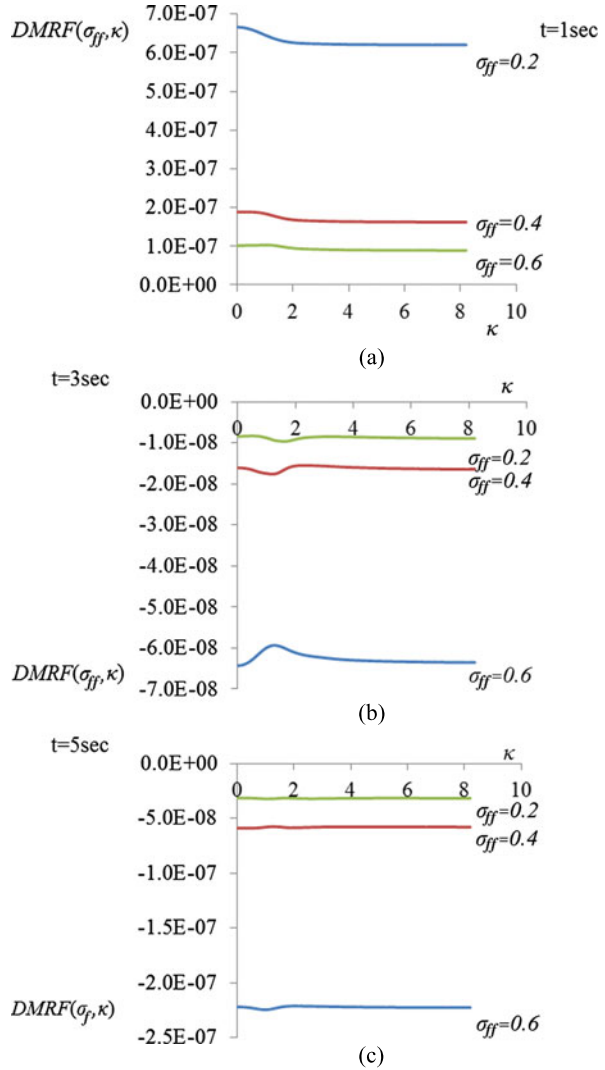 DMRF(σff,κ)
7.0E-07
t=1sec
6.0E-07
σff=0.2
5.0E-07
4.0E-07
3.0E-07
2.0E-07
σff=0.4
1.0E-07
σff=0.6
0.0E+00
0 2 4 6 8 10
κ
(a)
t=3sec
κ
0.0E+00
0 2 4 6 8 10
-1.0E-08
σff=0.2
-2.0E-08
σff=0.4
-3.0E-08
-4.0E-08
-5.0E-08
-6.0E-08
DMRF(σff,κ)
σff=0.6
-7.0E-08
(b)
t=5sec
κ
0.0E+00
0 2 4 6 8 10
σff=0.2
-5.0E-08
σff=0.4
-1.0E-07
-1.5E-07
-2.0E-07
DMRF(σf,κ)
σff=0.6
-2.5E-07
(c)